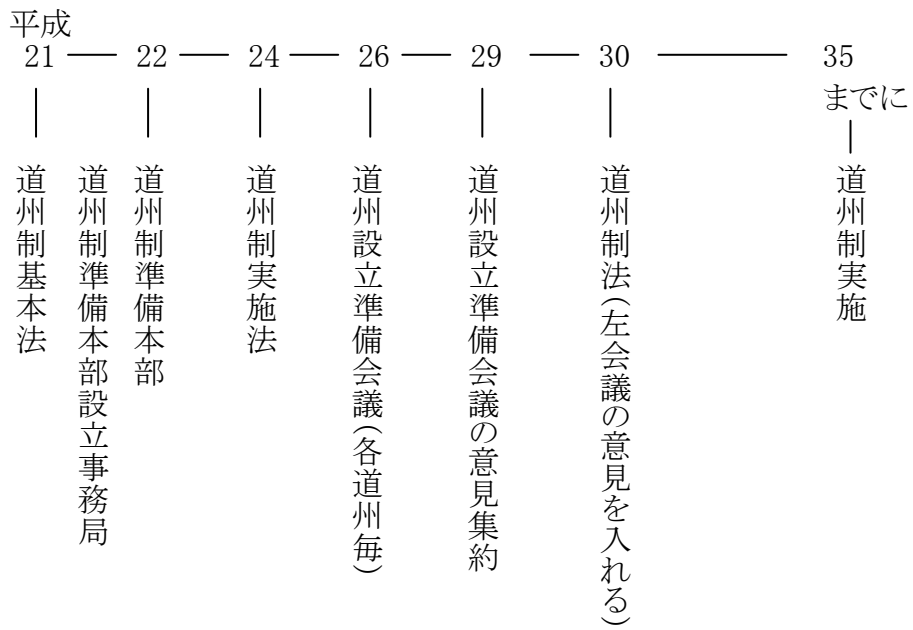 平成
21 22 24 26 29 30 35
までに
道州制基本法
道州制準備本部設立事務局
道州制準備本部
道州制実施法
道州設立準備会議(各道州毎)
道州設立準備会議の意見集約
道州制法(左会議の意見を入れる)
道州制実施